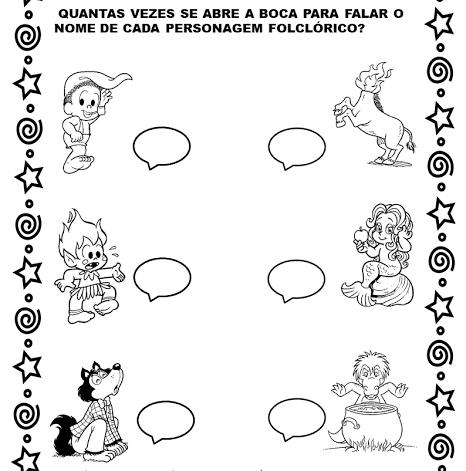 QUANTAS VEZES SE ABRE A BOCA PARA FALAR O
NOME DE CADA PERSONAGEM FOLCLÓRICO?